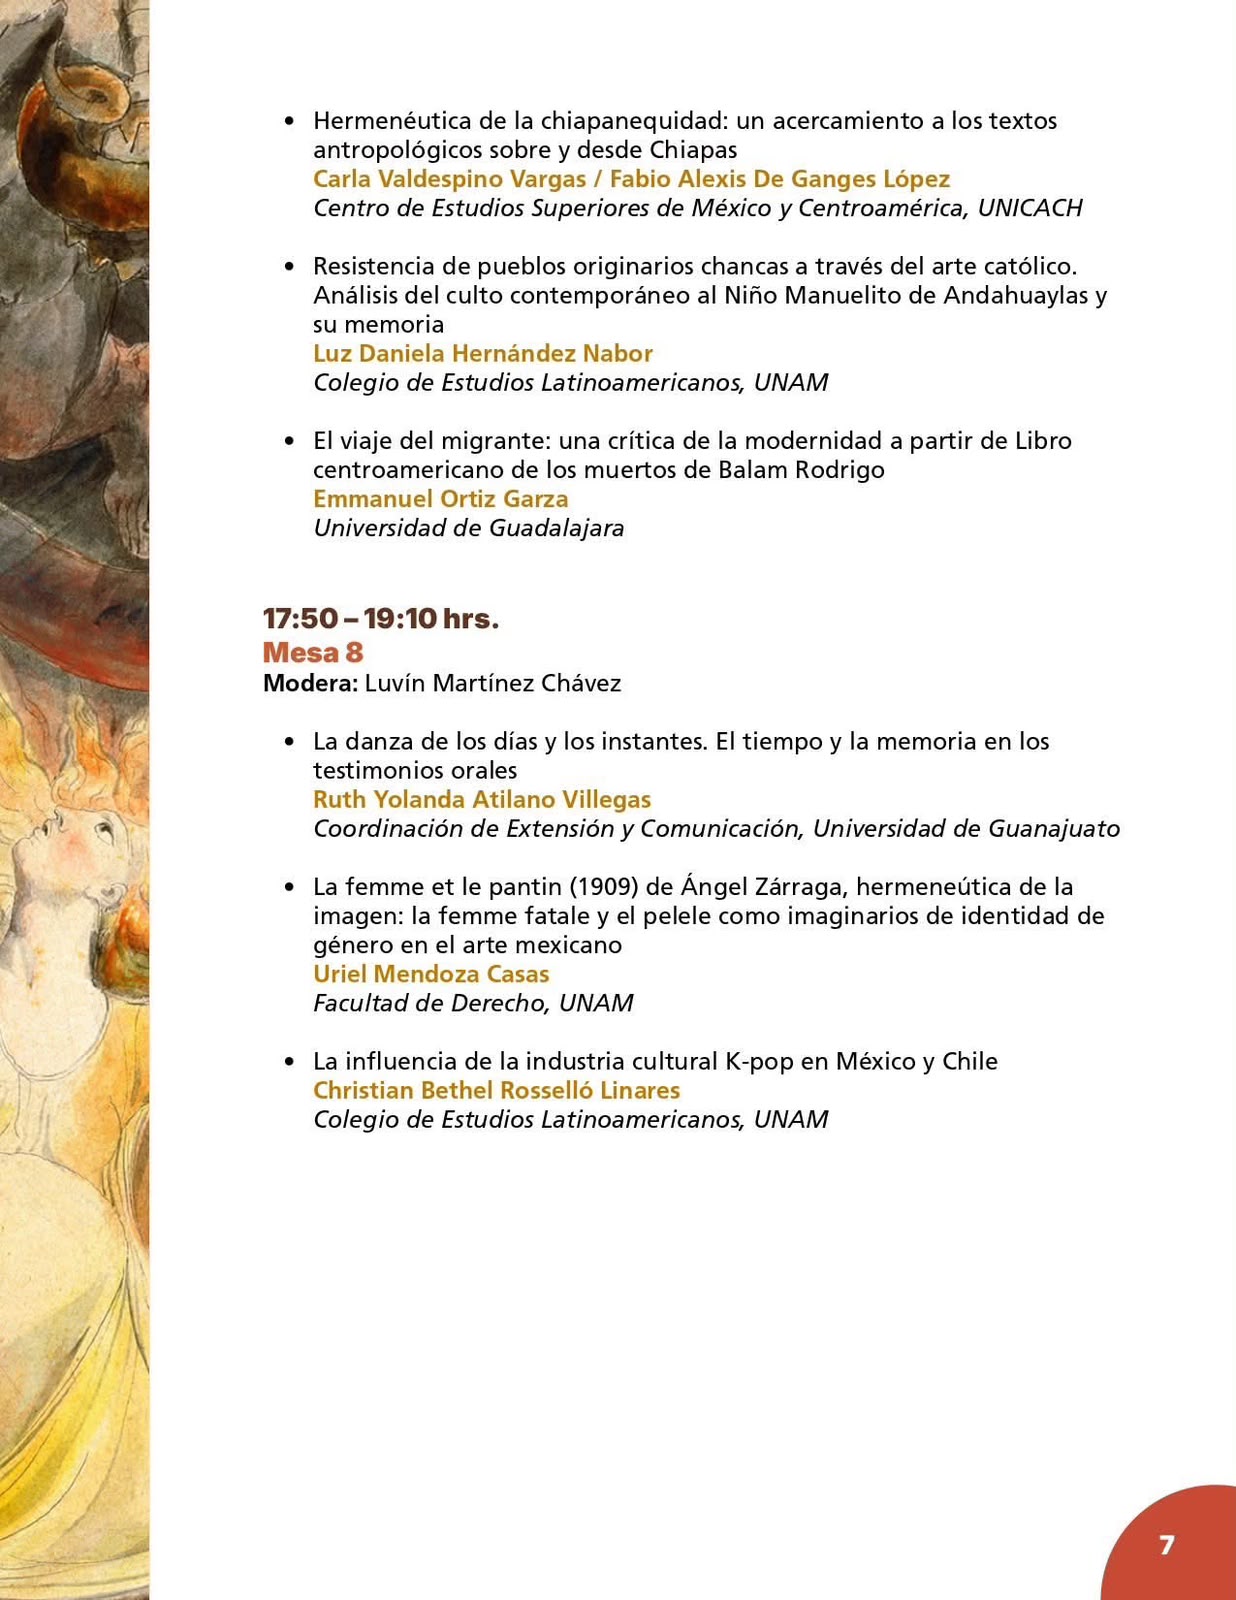 • Hermenéutica de la chiapanequidad: un acercamiento a los textos
antropológicos sobre y desde Chiapas
Carla Valdespino Vargas / Fabio Alexis De Ganges López
Centro de Estudios Superiores de México y Centroamérica, UNICACH
• Resistencia de pueblos originarios chancas a través del arte católico.
Análisis del culto contemporáneo al Niño Manuelito de Andahuaylas y
su memoria
Luz Daniela Hernández Nabor
Colegio de Estudios Latinoamericanos, UNAM
• El viaje del migrante: una crítica de la modernidad a partir de Libro
centroamericano de los muertos de Balam Rodrigo
Emmanuel Ortiz Garza
Universidad de Guadalajara
17:50 – 19:10 hrs.
Mesa 8
Modera: Luvín Martínez Chávez
• La danza de los días y los instantes. El tiempo y la memoria en los
testimonios orales
Ruth Yolanda Atilano Villegas
Coordinación de Extensión y Comunicación, Universidad de Guanajuato
• La femme et le pantin (1909) de Ángel Zárraga, hermeneútica de la
imagen: la femme fatale y el pelele como imaginarios de identidad de
género en el arte mexicano
Uriel Mendoza Casas
Facultad de Derecho, UNAM
• La influencia de la industria cultural K-pop en México y Chile
Christian Bethel Rosselló Linares
Colegio de Estudios Latinoamericanos, UNAM
7